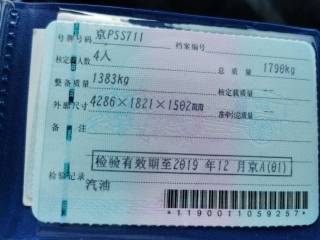 号牌号码 京PSS711 档案编号
核定载人数 4人 总质量 1790kg
整备质量 1383kg 核定载质量 --
外廓尺寸 4286×1821×1502mm 准牵引总质量 --
备注
检验有效期至2019 年12 月京A(01)
检验记录
汽油
*1190011059257*